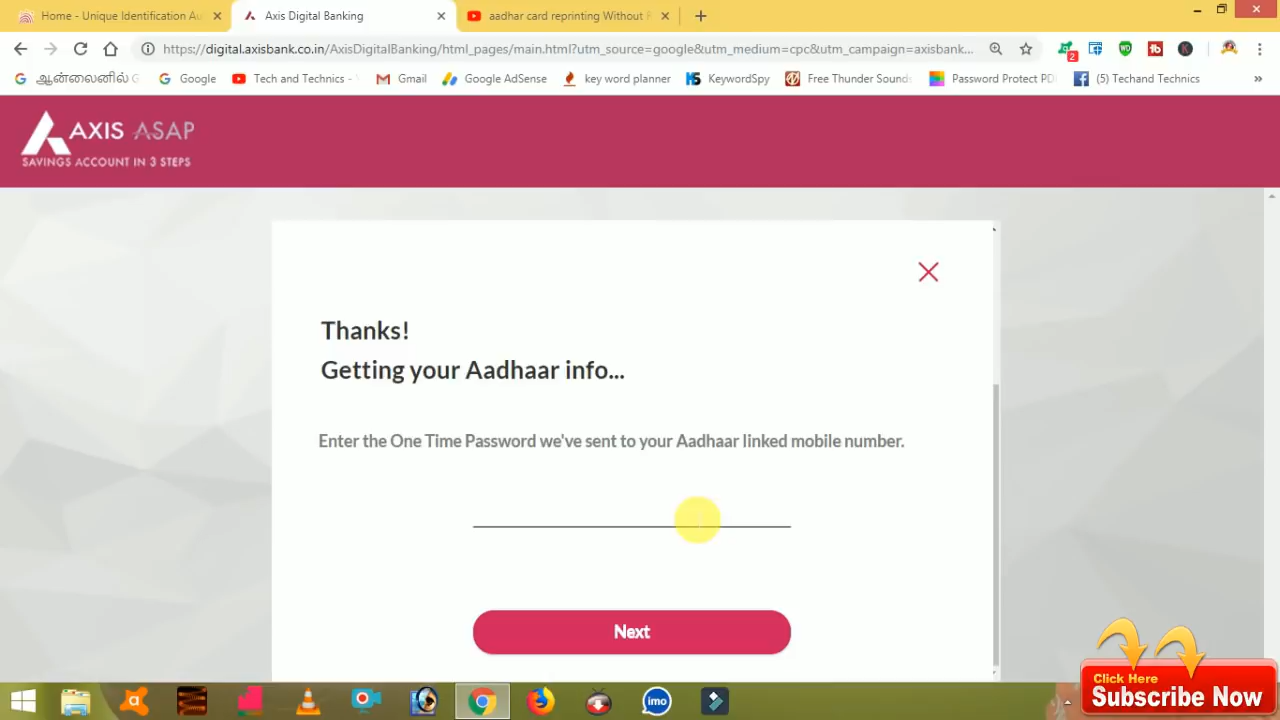 Home - Unique Identification Au
Axis Digital Banking
aadhar card reprinting Without R
https://digital.axisbank.co.in/AxisDigitalBanking/html_pages/main.html?utm_source=google&utm_medium=cpc&utm_campaign=axisbank...
2
ஆன்லைனில் G
Google
Tech and Technics -
Gmail
Google AdSense
key word planner
KeywordSpy
Free Thunder Sound
Password Protect PD
(5) Techand Technics
»
AXIS ASAP
SAVINGS ACCOUNT IN 3 STEPS
Thanks!
Getting your Aadhaar info...
Enter the One Time Password we've sent to your Aadhaar linked mobile number.
Next
imo
Click Here
Subscribe Now